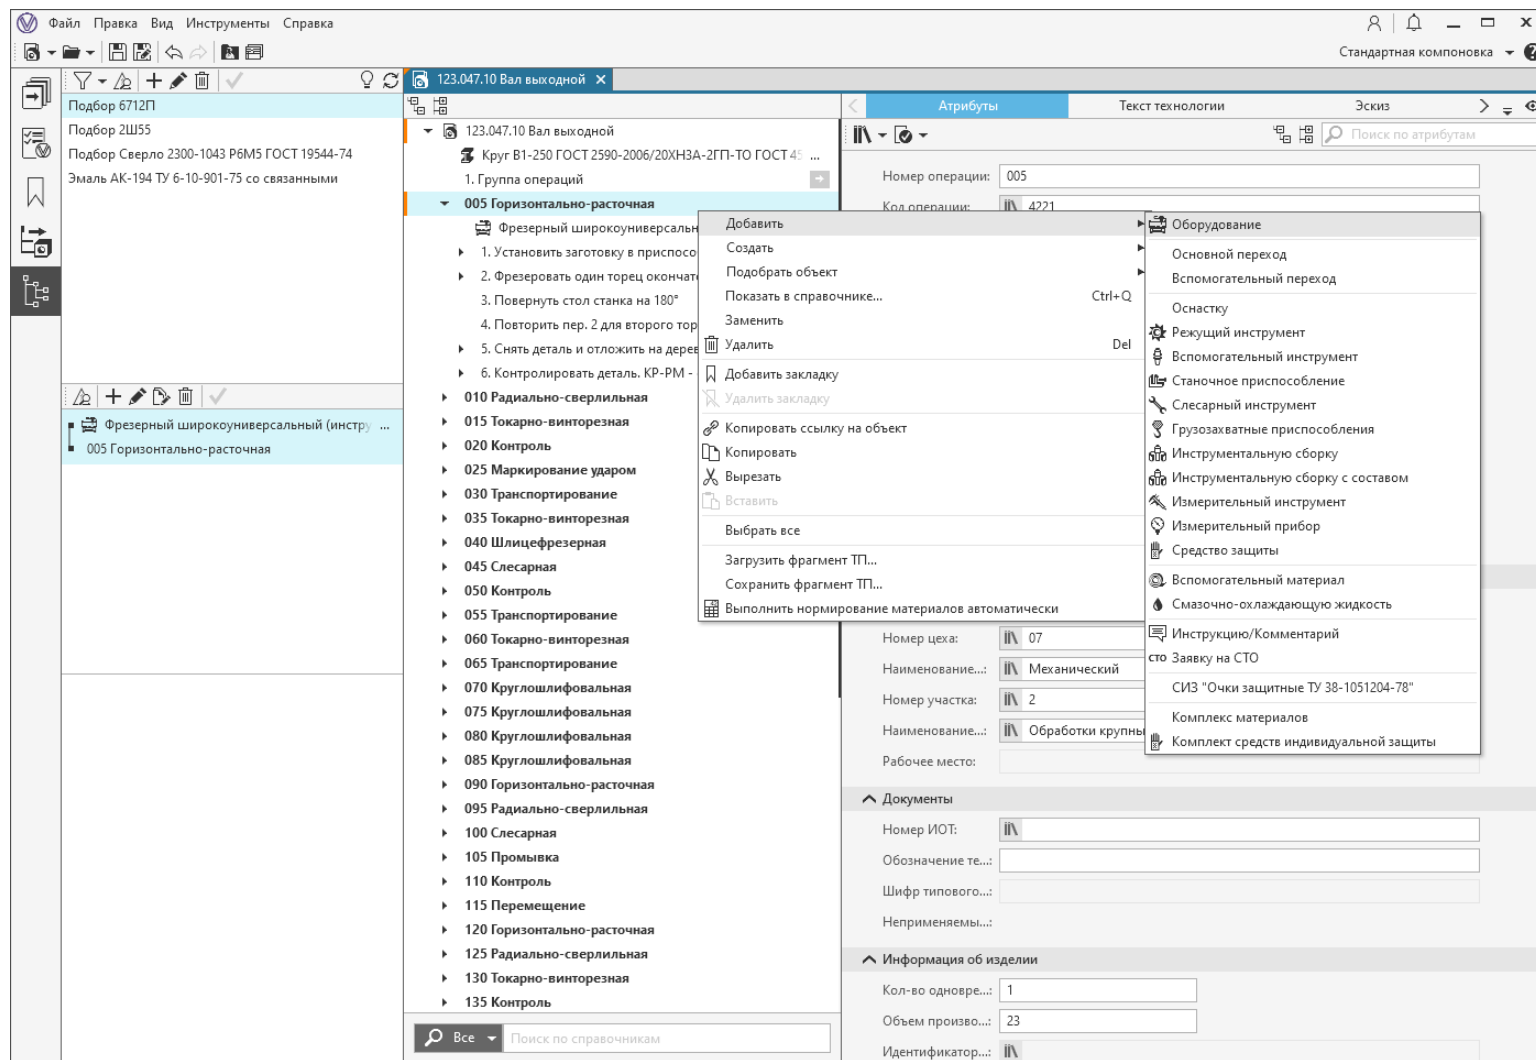 Файл Правка Вид Инструменты Справка
Стандартная компоновка
123.047.10 Вал выходной
Подбор 6712П
Подбор 2Ш55
Подбор Сверло 2300-1043 Р6М5 ГОСТ 19544-74
Эмаль АК-194 ТУ 6-10-901-75 со связанными
Фрезерный широкоуниверсальный (инстру ...
005 Горизонтально-расточная
123.047.10 Вал выходной
Круг В1-250 ГОСТ 2590-2006/20ХН3А-2ГП-ТО ГОСТ 45 ...
1. Группа операций
005 Горизонтально-расточная
Фрезерный широкоуниверсальн
1. Установить заготовку в приспосо
2. Фрезеровать один торец окончат
3. Повернуть стол станка на 180°
4. Повторить пер. 2 для второго тор
5. Снять деталь и отложить на дерев
6. Контролировать деталь. КР-РМ -
010 Радиально-сверлильная
015 Токарно-винторезная
020 Контроль
025 Маркирование ударом
030 Транспортирование
035 Токарно-винторезная
040 Шлицефрезерная
045 Слесарная
050 Контроль
055 Транспортирование
060 Токарно-винторезная
065 Транспортирование
070 Круглошлифовальная
075 Круглошлифовальная
080 Круглошлифовальная
085 Круглошлифовальная
090 Горизонтально-расточная
095 Радиально-сверлильная
100 Слесарная
105 Промывка
110 Контроль
115 Перемещение
120 Горизонтально-расточная
125 Радиально-сверлильная
130 Токарно-винторезная
135 Контроль
Все Поиск по справочникам
Добавить
Создать
Подобрать объект
Показать в справочнике... Ctrl+Q
Заменить
Удалить Del
Добавить закладку
Удалить закладку
Копировать ссылку на объект
Копировать
Вырезать
Вставить
Выбрать все
Загрузить фрагмент ТП...
Сохранить фрагмент ТП...
Выполнить нормирование материалов автоматически
Оборудование
Основной переход
Вспомогательный переход
Оснастку
Режущий инструмент
Вспомогательный инструмент
Станочное приспособление
Слесарный инструмент
Грузозахватные приспособления
Инструментальную сборку
Инструментальную сборку с составом
Измерительный инструмент
Измерительный прибор
Средство защиты
Вспомогательный материал
Смазочно-охлаждающую жидкость
Инструкцию/Комментарий
СТО Заявку на СТО
СИЗ "Очки защитные ТУ 38-1051204-78"
Комплекс материалов
Комплект средств индивидуальной защиты
Атрибуты Текст технологии Эскиз
Поиск по атрибутам
Номер операции: 005
Код операции: 4221
Номер цеха: 07
Наименование...: Механический
Номер участка: 2
Наименование...: Обработки крупны
Рабочее место:
Документы
Номер ИОТ:
Обозначение те...:
Шифр типового...:
Неприменяемы...:
Информация об изделии
Кол-во одновре...: 1
Объем произво...: 23
Идентификатор...: